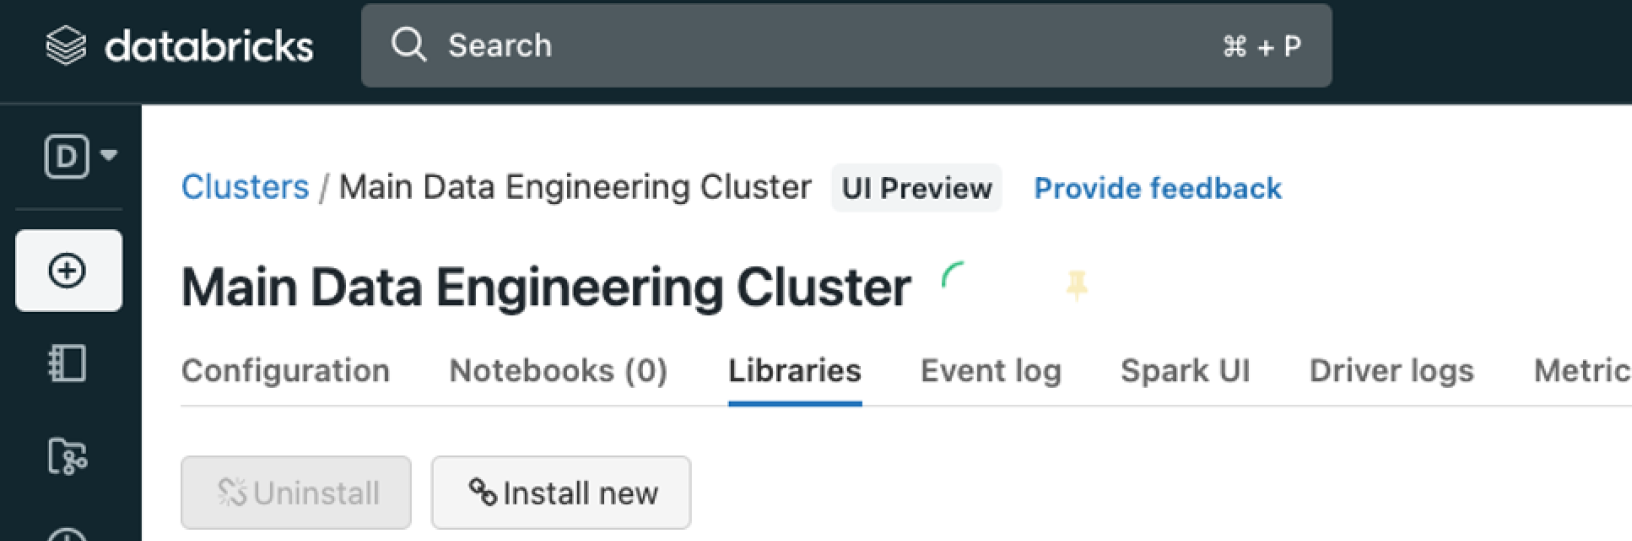 databricks
Search ⌘ + P
D
Clusters / Main Data Engineering Cluster UI Preview Provide feedback
Main Data Engineering Cluster
Configuration Notebooks (0) Libraries Event log Spark UI Driver logs Metric
Uninstall Install new